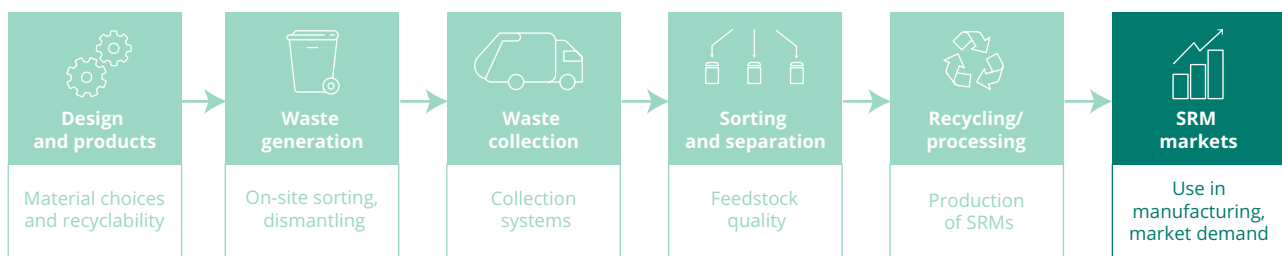 Design
and products
Material choices
and recyclability
Waste
generation
On-site sorting,
dismantling
Waste
collection
Collection
systems
Sorting
and separation
Feedstock
quality
Recycling/
processing
Production
of SRMs
SRM
markets
Use in
manufacturing,
market demand